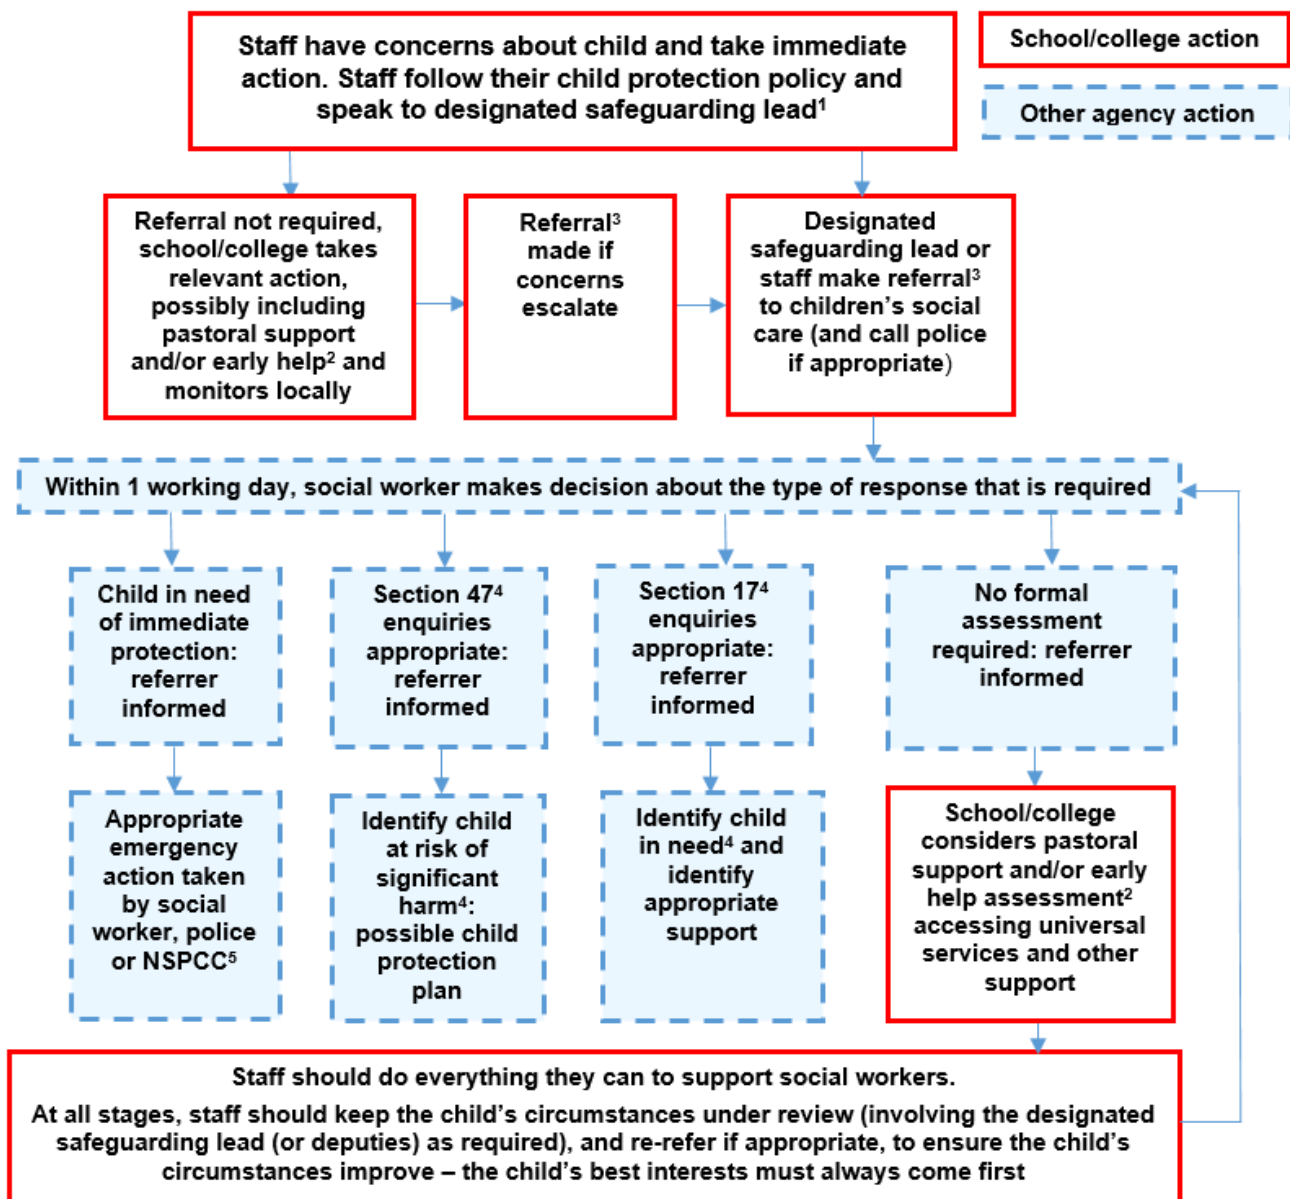 Staff have concerns about child and take immediate
action. Staff follow their child protection policy and
speak to designated safeguarding lead¹
School/college action
Other agency action
Referral not required,
school/college takes
relevant action,
possibly including
pastoral support
and/or early help² and
monitors locally
Referral³
made if
concerns
escalate
Designated
safeguarding lead or
staff make referral³
to children’s social
care (and call police
if appropriate)
Within 1 working day, social worker makes decision about the type of response that is required
Child in need
of immediate
protection:
referrer
informed
Section 47⁴
enquiries
appropriate:
referrer
informed
Section 17⁴
enquiries
appropriate:
referrer
informed
No formal
assessment
required: referrer
informed
Appropriate
emergency
action taken
by social
worker, police
or NSPCC⁵
Identify child
at risk of
significant
harm⁴:
possible child
protection
plan
Identify child
in need⁴ and
identify
appropriate
support
School/college
considers pastoral
support and/or early
help assessment²
accessing universal
services and other
support
Staff should do everything they can to support social workers.
At all stages, staff should keep the child’s circumstances under review (involving the designated
safeguarding lead (or deputies) as required), and re-refer if appropriate, to ensure the child’s
circumstances improve – the child’s best interests must always come first